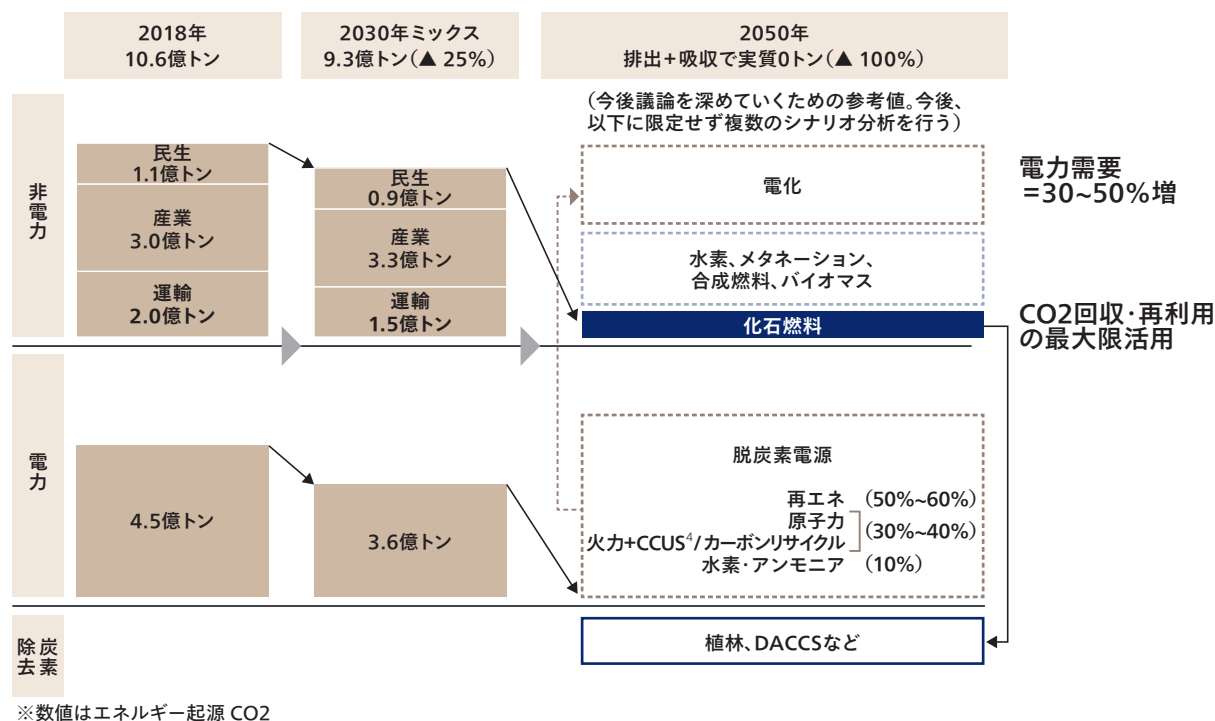 2018年
10.6億トン
2030年ミックス
9.3億トン(▲ 25%)
2050年
排出+吸収で実質0トン(▲ 100%)
(今後議論を深めていくための参考値。今後、
以下に限定せず複数のシナリオ分析を行う)
非電力
民生
1.1億トン
産業
3.0億トン
運輸
2.0億トン
民生
0.9億トン
産業
3.3億トン
運輸
1.5億トン
電化
水素、メタネーション、
合成燃料、バイオマス
化石燃料
電力需要
=30~50%増
CO2回収·再利用
の最大限活用
電力
4.5億トン
3.6億トン
脱炭素電源
再エネ (50%~60%)
原子力
火力+CCUS4/カーボンリサイクル (30%~40%)
水素·アンモニア (10%)
炭素除去
植林、DACCSなど
※数値はエネルギー起源 CO2